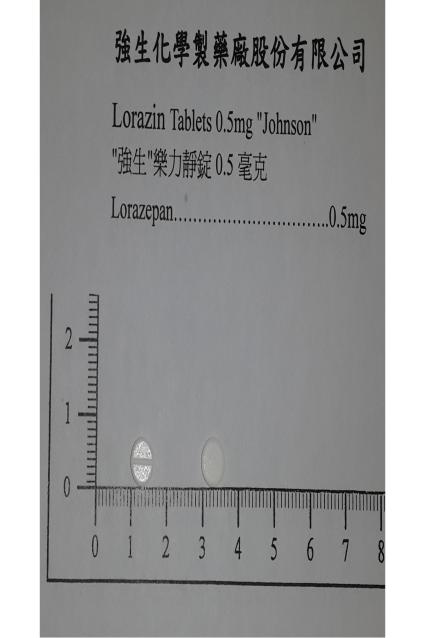 強生化學製藥廠股份有限公司
Lorazin Tablets 0.5mg "Johnson"
"強生"樂力靜錠 0.5 毫克
Lorazepan................................0.5mg
2
1
0
0 1 2 3 4 5 6 7 8